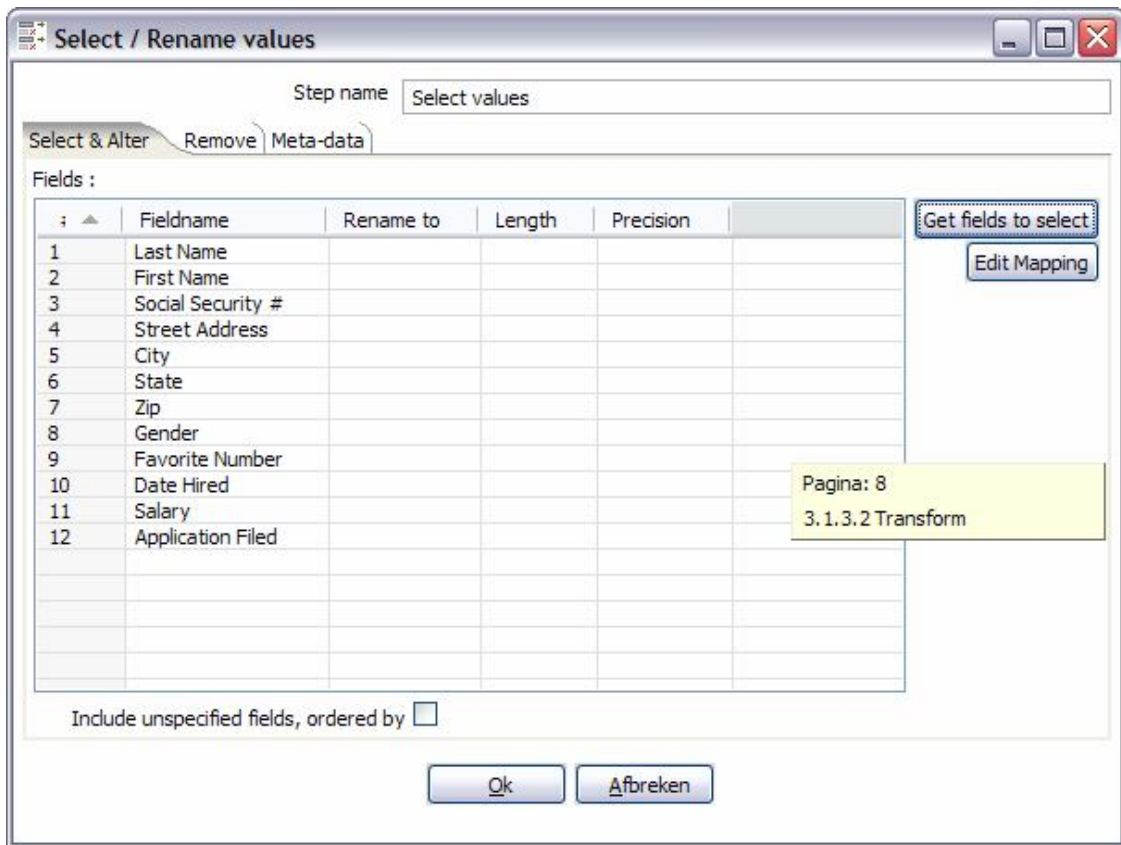 Select / Rename values
Step name Select values
Select & Alter Remove Meta-data
Fields :
Fieldname Rename to Length Precision
Get fields to select
Edit Mapping
1 Last Name
2 First Name
3 Social Security #
4 Street Address
5 City
6 State
7 Zip
8 Gender
9 Favorite Number
10 Date Hired
11 Salary
12 Application Filed
Pagina: 8
3.1.3.2 Transform
Include unspecified fields, ordered by
Ok Afbreken